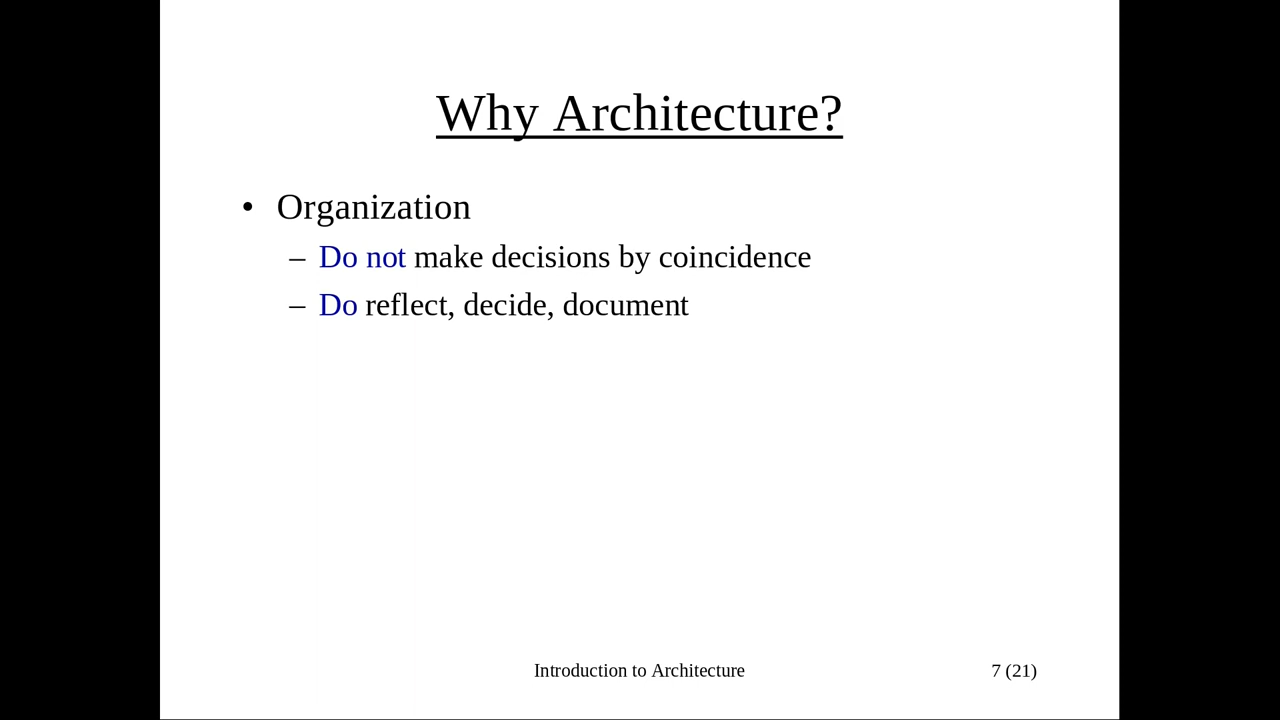 Why Architecture?
• Organization
– Do not make decisions by coincidence
– Do reflect, decide, document
Introduction to Architecture
7 (21)